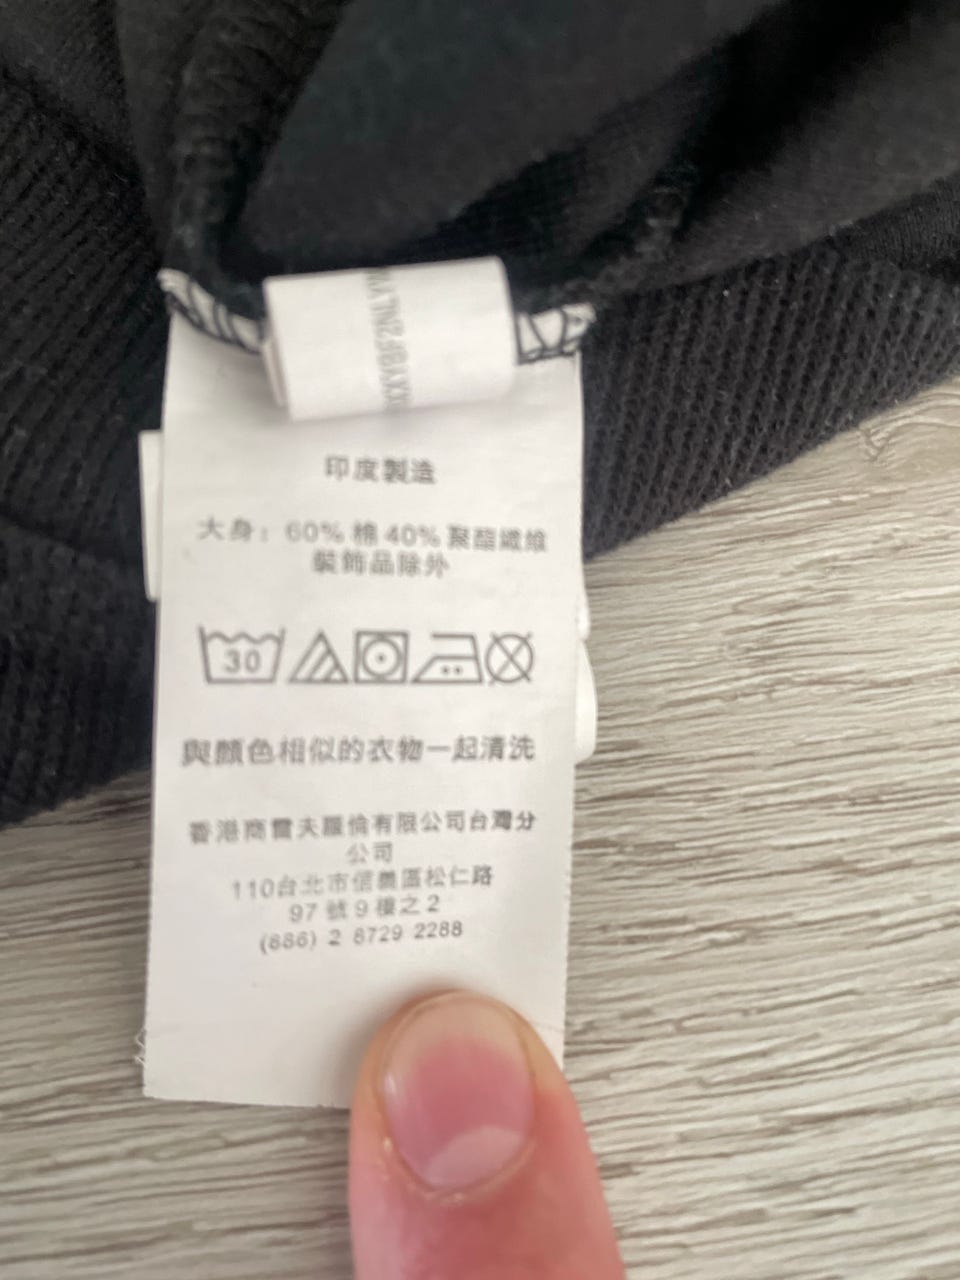 印度製造
大身：60% 棉 40% 聚酯纖維
裝飾品除外
30
與顏色相似的衣物一起清洗
香港商雷夫羅倫有限公司台灣分
公司
110台北市信義區松仁路
97 號 9 樓之 2
(886) 2 8729 2288